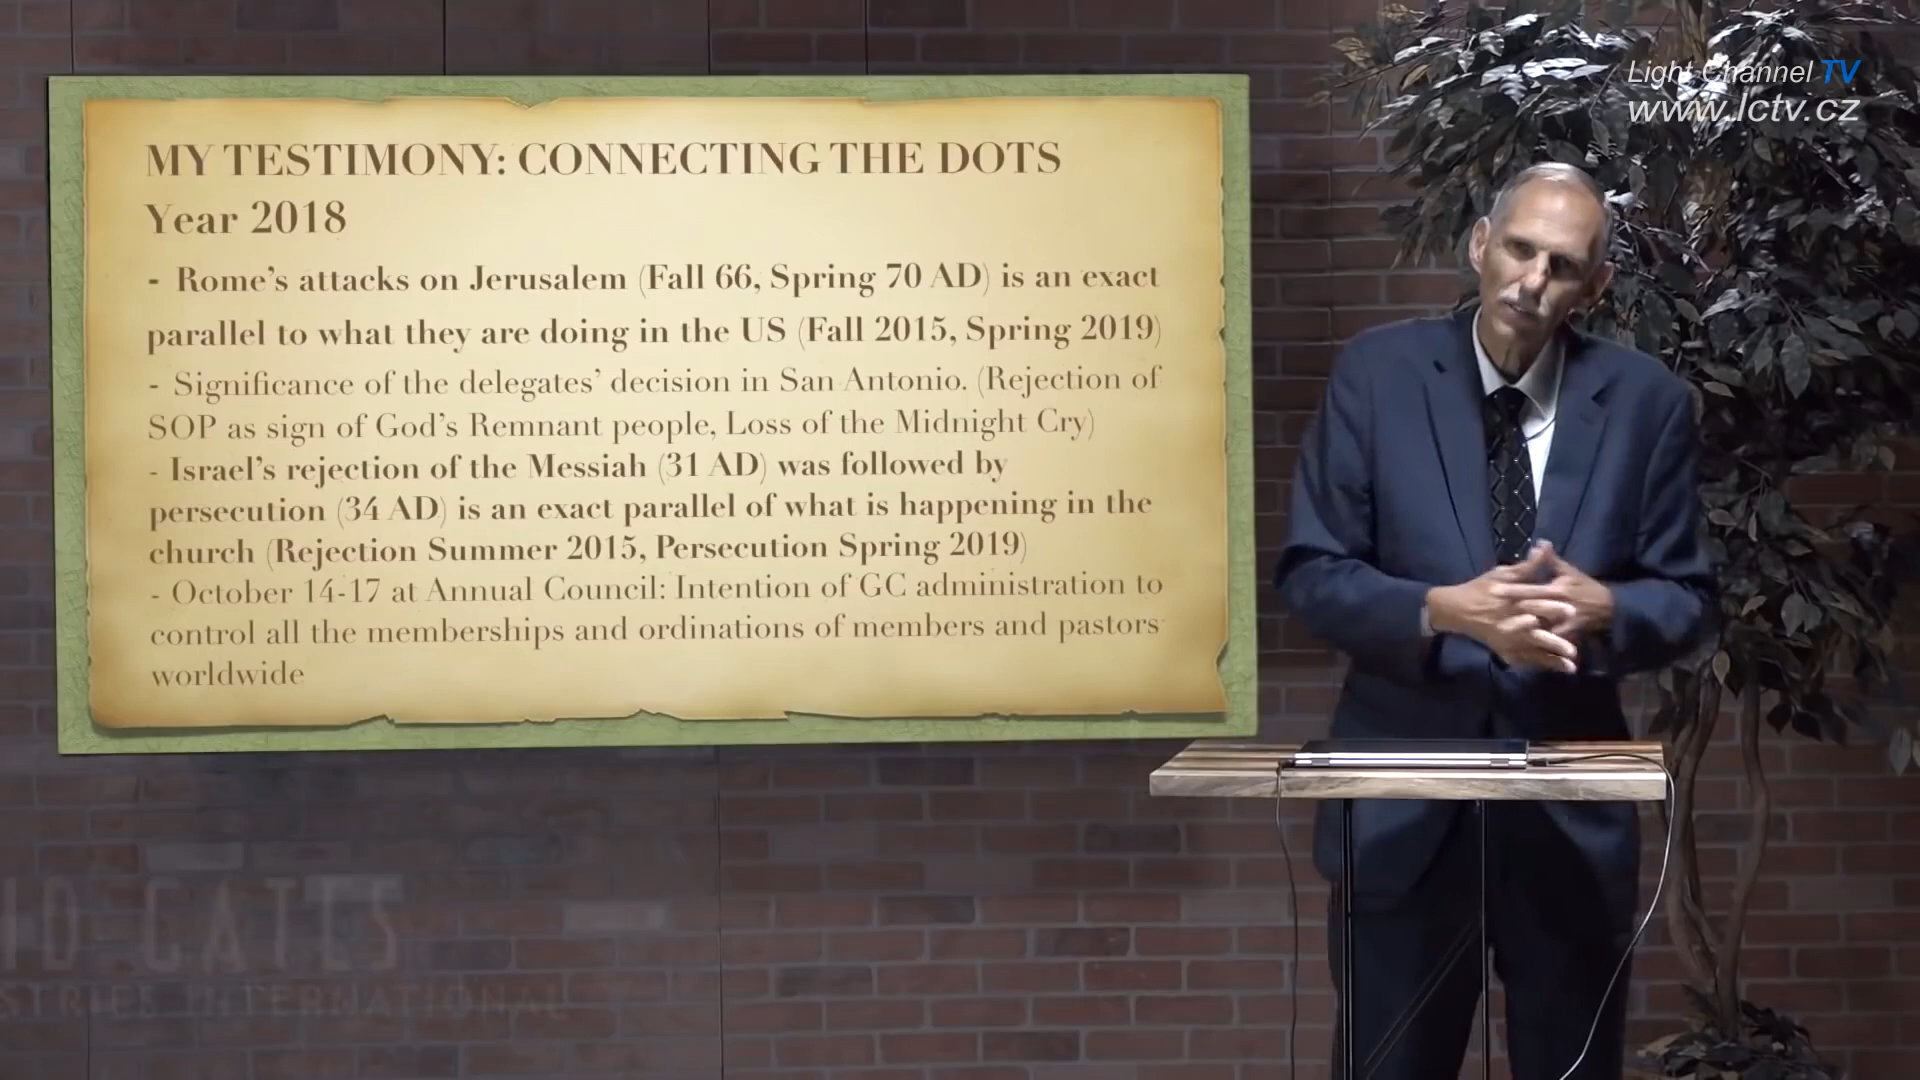 Light Channel TV
www.lctv.cz
MY TESTIMONY: CONNECTING THE DOTS
Year 2018
- Rome's attacks on Jerusalem (Fall 66, Spring 70 AD) is an exact
parallel to what they are doing in the US (Fall 2015, Spring 2019)
- Significance of the delegates' decision in San Antonio. (Rejection of
SOP as sign of God's Remnant people, Loss of the Midnight Cry)
- Israel's rejection of the Messiah (31 AD) was followed by
persecution (34 AD) is an exact parallel of what is happening in the
church (Rejection Summer 2015, Persecution Spring 2019)
- October 14-17 at Annual Council: Intention of GC administration to
control all the memberships and ordinations of members and pastors
worldwide
GATES
INTERNATIONAL